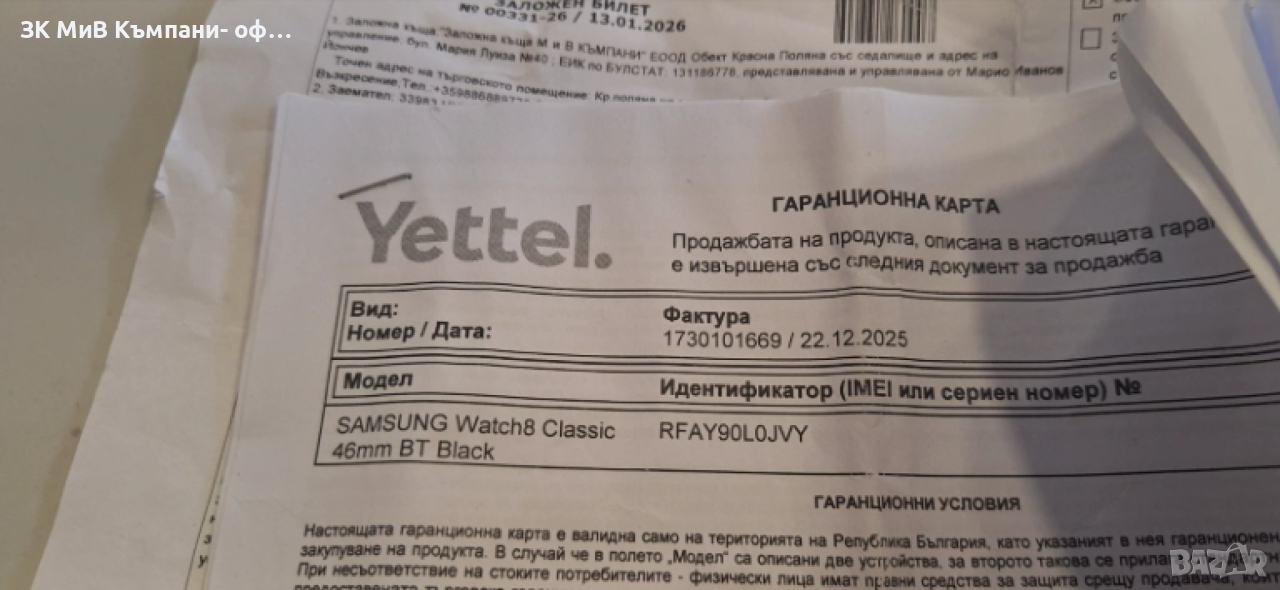 ЗК МиВ Къмпани- оф...
ЗАЛОЖЕН БИЛЕТ
№ 00331-26 / 13.01.2026
1. Заложна къща "Заложна къща М и В КЪМПАНИ" ЕООД Обект Красна Поляна със седалище и адрес на
управление: бул. Мария Луиза №40 ; ЕИК по БУЛСТАТ: 131186778, представлявана и управлявана от Марио Иванов
Йончев
Точен адрес на търговското помещение: Кр.поляна
Възкресение,Тел.:
2. Заемател:
Yettel.
ГАРАНЦИОННА КАРТА
Продажбата на продукта, описана в настоящата гара
е извършена със следния документ за продажба
Вид:
Фактура
Номер / Дата:
1730101669 / 22.12.2025
Модел
Идентификатор (IMEI или сериен номер) №
SAMSUNG Watch8 Classic
RFAY90L0JVY
46mm BT Black
ГАРАНЦИОННИ УСЛОВИЯ
Настоящата гаранционна карта е валидна само на територията на Република България, като указаният в нея гаранционен
закупуване на продукта. В случай че в полето „Модел“ са описани две устройства, за второто такова се прила
При несъответствие на стоките потребителите - физически лица имат правни средства за защита срещу продавача, които
BAZAR